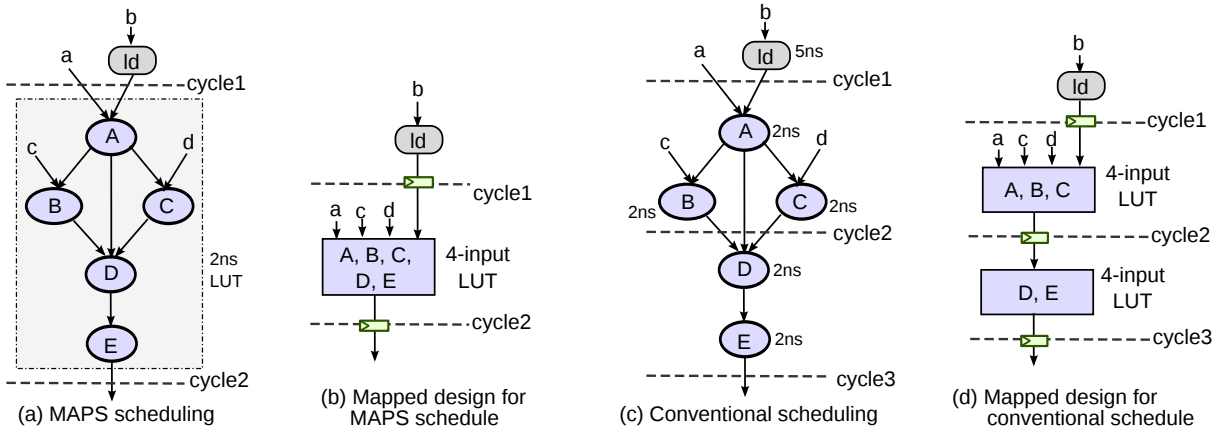 b
a
ld
cycle1
A
c
d
B
C
D
2ns
LUT
E
cycle2
(a) MAPS scheduling
b
ld
cycle1
a
c
d
A, B, C,
D, E
4-input
LUT
cycle2
(b) Mapped design for
MAPS schedule
b
a
ld
5ns
cycle1
A
2ns
c
d
B
C
2ns
2ns
cycle2
D
2ns
E
2ns
cycle3
(c) Conventional scheduling
b
ld
cycle1
a
c
d
A, B, C
4-input
LUT
cycle2
D, E
4-input
LUT
cycle3
(d) Mapped design for
conventional schedule